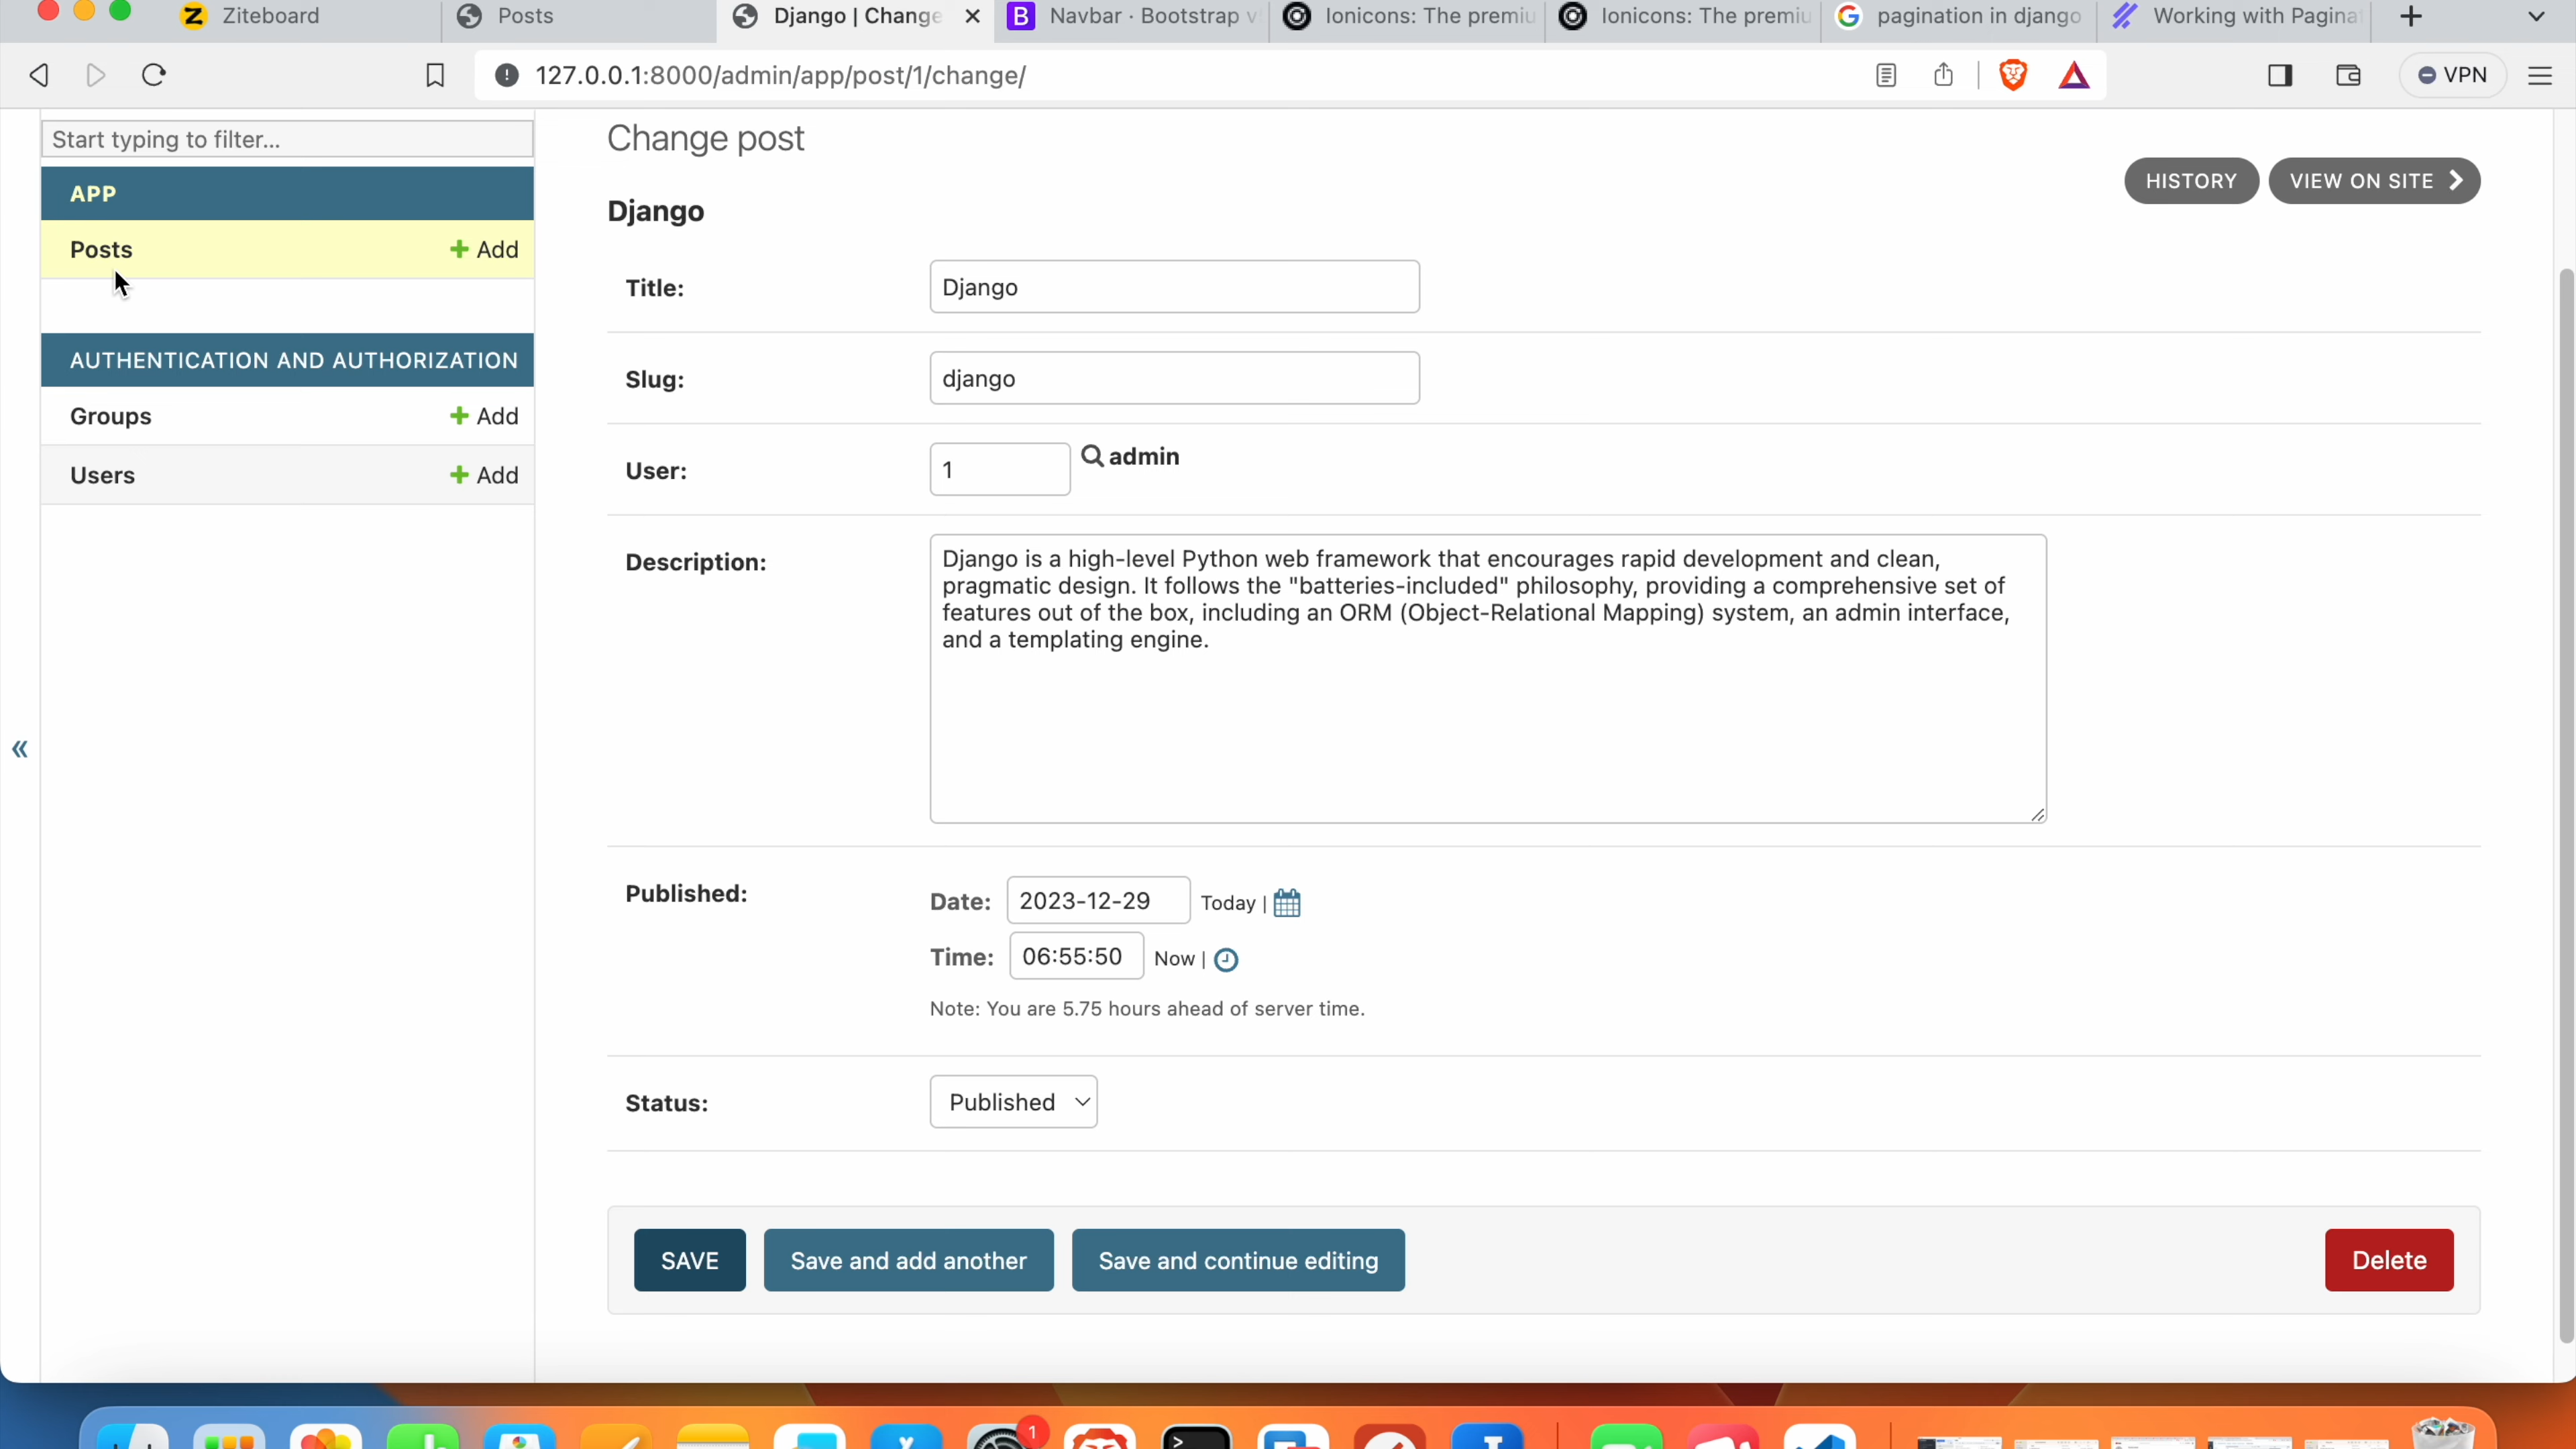 Ziteboard
Posts
Django | Change
Navbar · Bootstrap v
Ionicons: The premiu
Ionicons: The premiu
pagination in django
Working with Paginat
127.0.0.1:8000/admin/app/post/1/change/
VPN
Start typing to filter...
APP
Posts
Add
AUTHENTICATION AND AUTHORIZATION
Groups
Add
Users
Add
Change post
HISTORY
VIEW ON SITE
Django
Title:
Django
Slug:
django
User:
1
admin
Description:
Django is a high-level Python web framework that encourages rapid development and clean,
pragmatic design. It follows the "batteries-included" philosophy, providing a comprehensive set of
features out of the box, including an ORM (Object-Relational Mapping) system, an admin interface,
and a templating engine.
Published:
Date:
2023-12-29
Today |
Time:
06:55:50
Now |
Note: You are 5.75 hours ahead of server time.
Status:
Published
SAVE
Save and add another
Save and continue editing
Delete
1